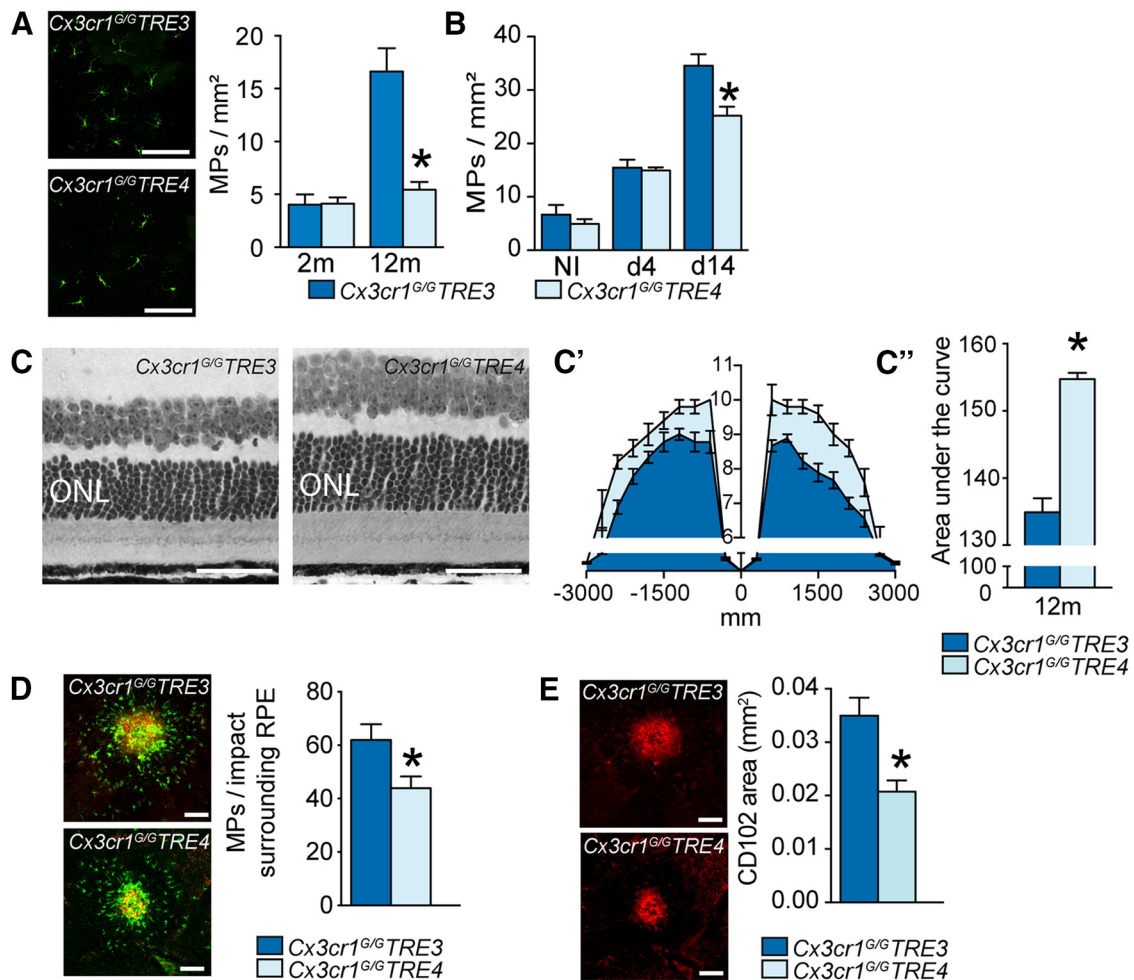 A
Cx3cr1G/GTRE3
Cx3cr1G/GTRE4
MPs / mm²
20
15
10
5
0
2m
12m
*
B
MPs / mm²
40
30
20
10
0
NI
d4
d14
*
Cx3cr1G/GTRE3
Cx3cr1G/GTRE4
C
Cx3cr1G/GTRE3
ONL
Cx3cr1G/GTRE4
ONL
C'
11
10
9
8
7
6
-3000
-1500
0
1500
3000
mm
C"
Area under the curve
160
150
140
130
100
0
*
12m
Cx3cr1G/GTRE3
Cx3cr1G/GTRE4
D
Cx3cr1G/GTRE3
Cx3cr1G/GTRE4
MPs / impact
surrounding RPE
80
60
40
20
0
*
Cx3cr1G/GTRE3
Cx3cr1G/GTRE4
E
Cx3cr1G/GTRE3
Cx3cr1G/GTRE4
CD102 area (mm²)
0.04
0.03
0.02
0.01
0.00
*
Cx3cr1G/GTRE3
Cx3cr1G/GTRE4